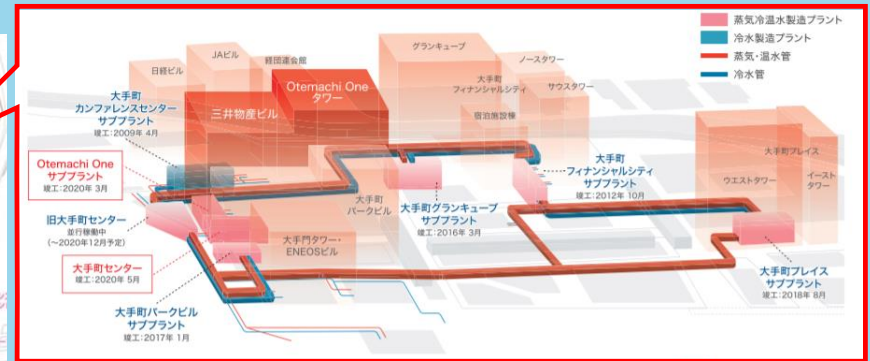 蒸気冷温水製造プラント
冷水製造プラント
蒸気・温水管
冷水管
日経ビル
JAビル
経団連会館
グランキューブ
ノースタワー
大手町
フィナンシャルシティ
サウスタワー
宿泊施設棟
Otemachi One
タワー
三井物産ビル
大手町
カンファレンスセンター
サブプラント
竣工:2009年 4月
Otemachi One
サブプラント
竣工:2020年 3月
旧大手町センター
並行稼働中
(〜2020年12月予定)
大手町センター
竣工:2020年 5月
大手町パークビル
サブプラント
竣工:2017年 1月
大手門タワー・
ENEOSビル
大手町
パークビル
大手町グランキューブ
サブプラント
竣工:2016年 3月
大手町
フィナンシャルシティ
サブプラント
竣工:2012年 10月
大手町プレイス
ウエストタワー
イースト
タワー
大手町プレイス
サブプラント
竣工:2018年 8月